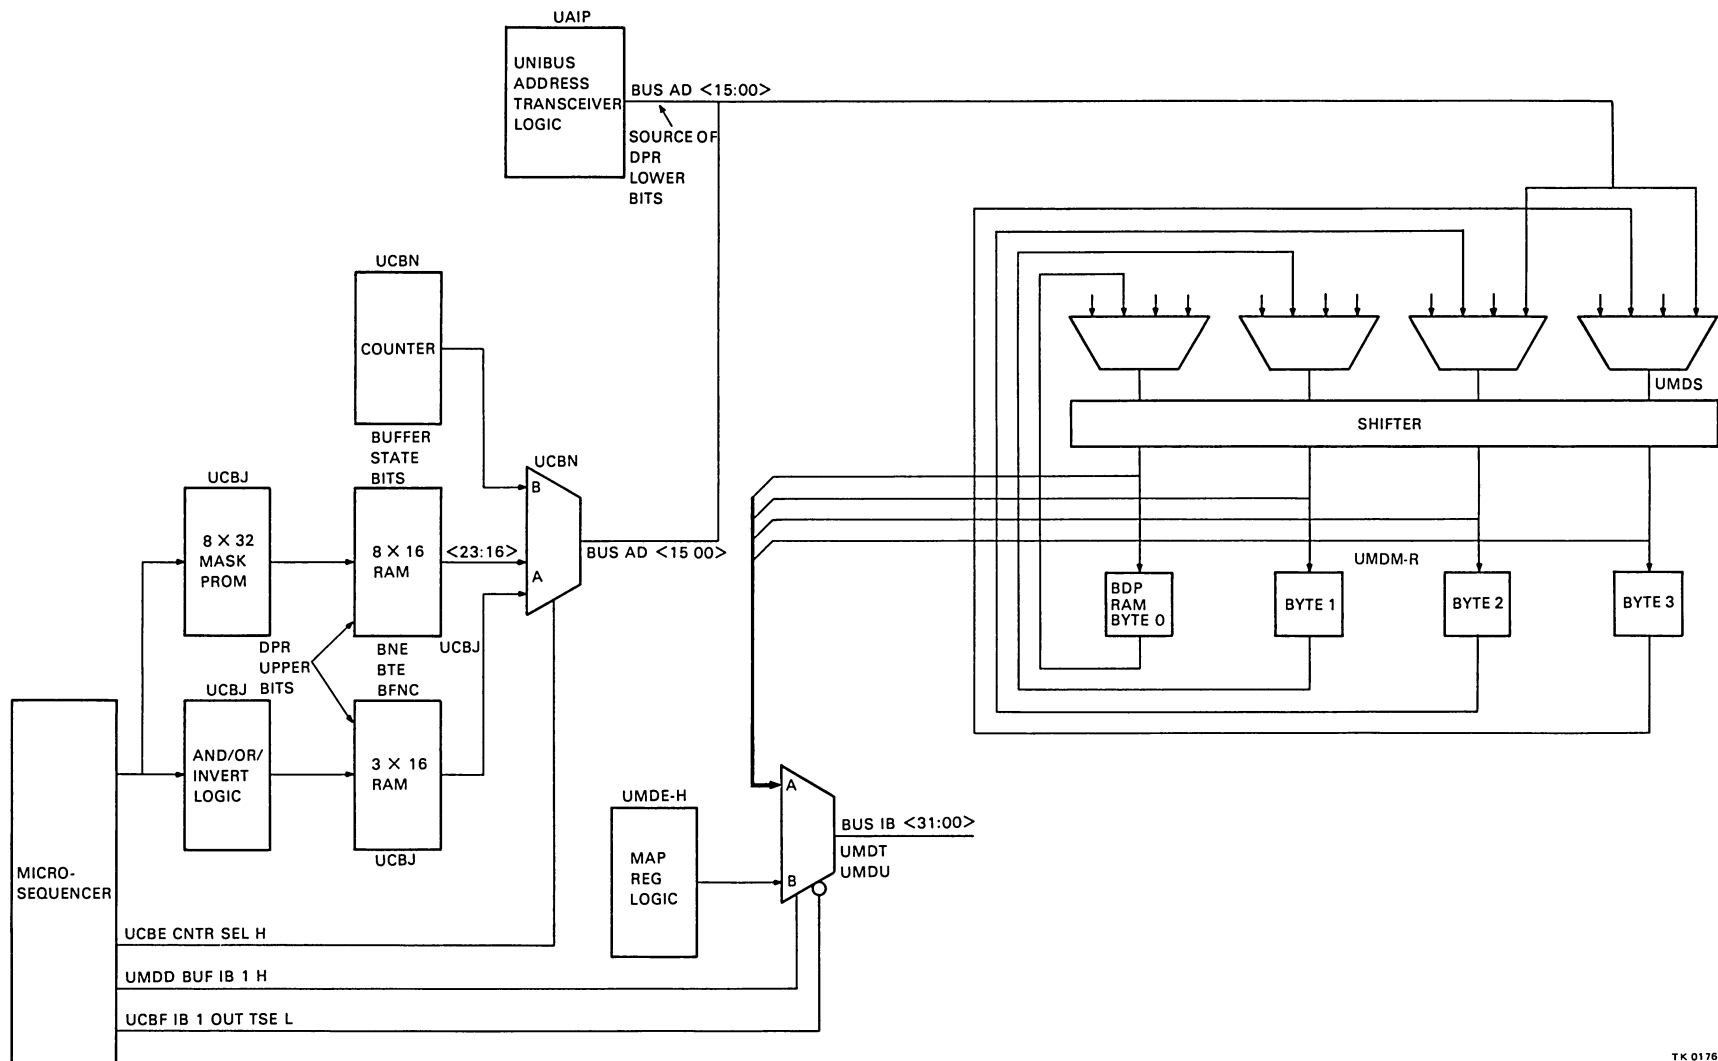 UAIP
UNIBUS
ADDRESS
TRANSCEIVER
LOGIC
BUS AD <15:00>
SOURCE OF
DPR
LOWER
BITS
UCBN
COUNTER
BUFFER
STATE
BITS
UCBJ
8 X 32
MASK
PROM
8 X 16
RAM
<23:16>
UCBN
B
A
BUS AD <15 00>
DPR
UPPER
BITS
BNE
BTE
BFNC
UCBJ
UCBJ
AND/OR/
INVERT
LOGIC
3 X 16
RAM
UCBJ
MICRO-
SEQUENCER
UCBE CNTR SEL H
UMDD BUF IB 1 H
UCBF IB 1 OUT TSE L
UMDE-H
MAP
REG
LOGIC
A
B
BUS IB <31:00>
UMDT
UMDU
UMDS
SHIFTER
UMDM-R
BDP
RAM
BYTE 0
BYTE 1
BYTE 2
BYTE 3
TK 0176